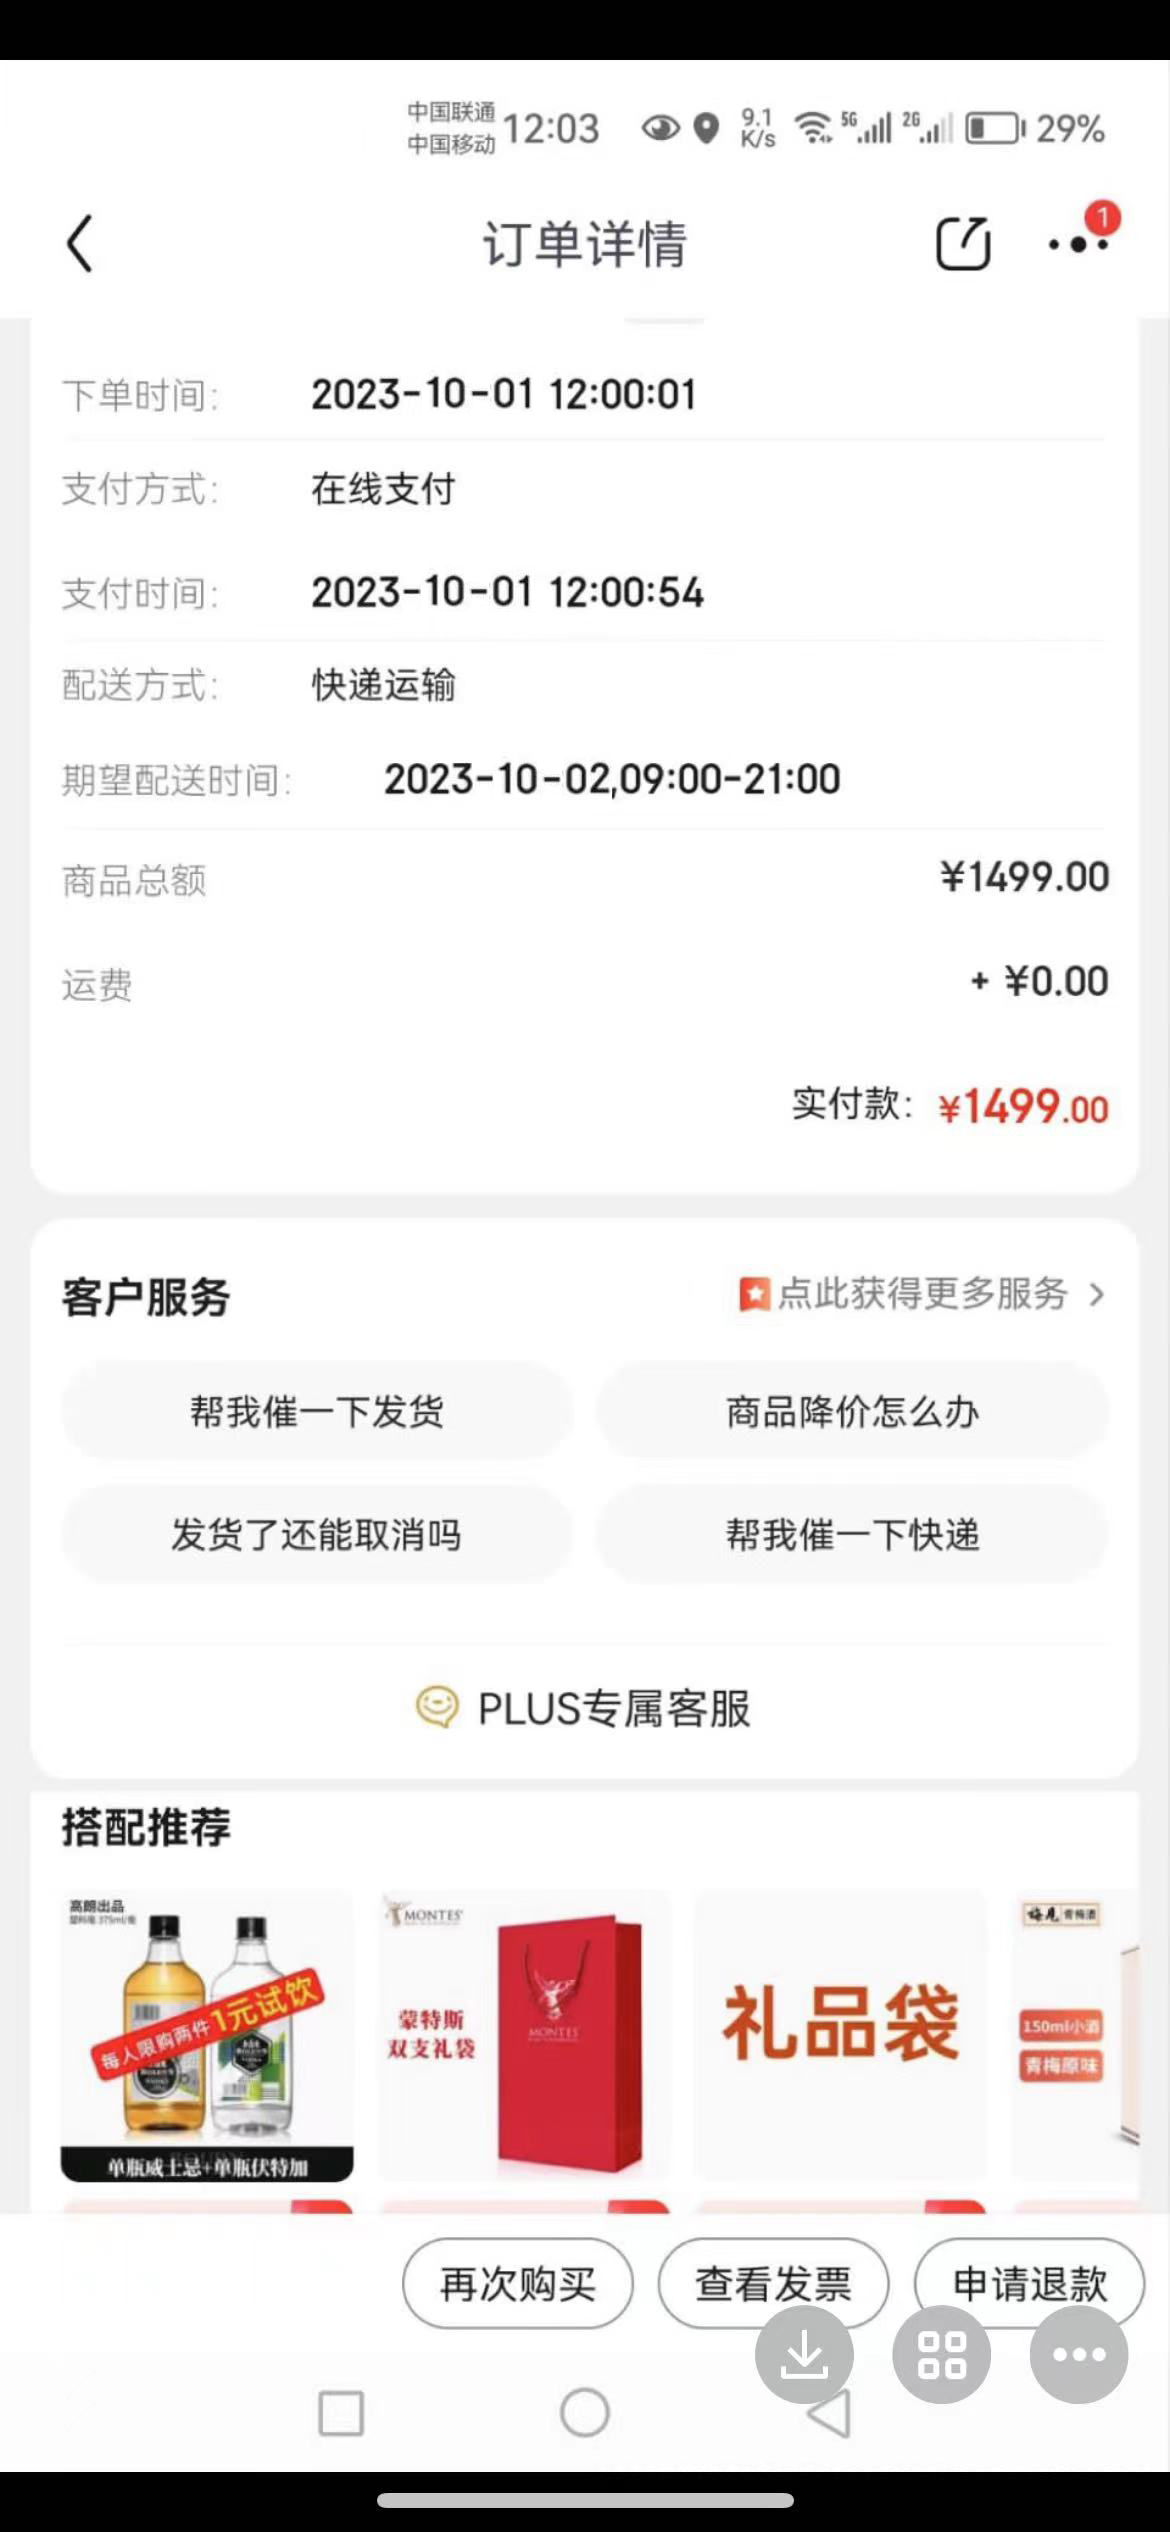 中国联通
中国移动
12:03
9.1
K/s
5G
2G
29%
订单详情
1
下单时间:
2023-10-01 12:00:01
支付方式:
在线支付
支付时间:
2023-10-01 12:00:54
配送方式:
快递运输
期望配送时间:
2023-10-02,09:00-21:00
商品总额
¥1499.00
运费
+ ¥0.00
实付款: ¥1499.00
客户服务
点此获得更多服务 >
帮我催一下发货
商品降价怎么办
发货了还能取消吗
帮我催一下快递
PLUS专属客服
搭配推荐
高朗出品
每人限购两件1元试饮
单瓶威士忌+单瓶伏特加
MONTES
蒙特斯
双支礼袋
MONTES
礼品袋
梅见 青梅酒
150ml小酒
青梅原味
再次购买
查看发票
申请退款